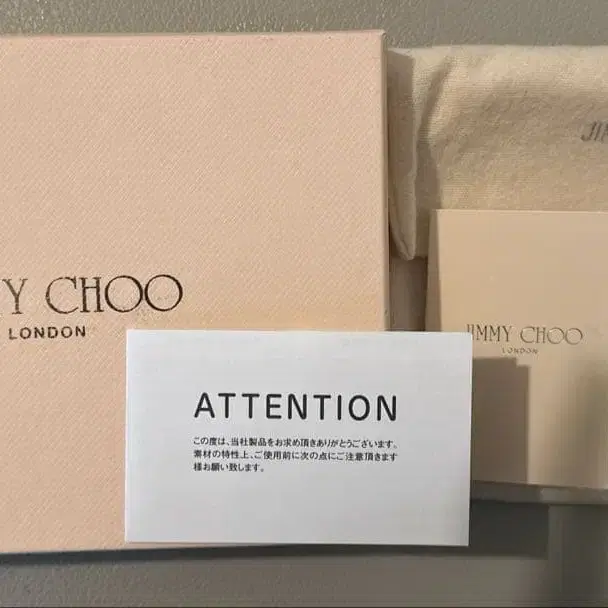 Y CHOO
LONDON
JIMMY CHOO
LONDON
ATTENTION
この度は、当社製品をお求め頂きありがとうございます。
素材の特性上、ご使用前に次の点にご注意頂きます
様お願い致します。